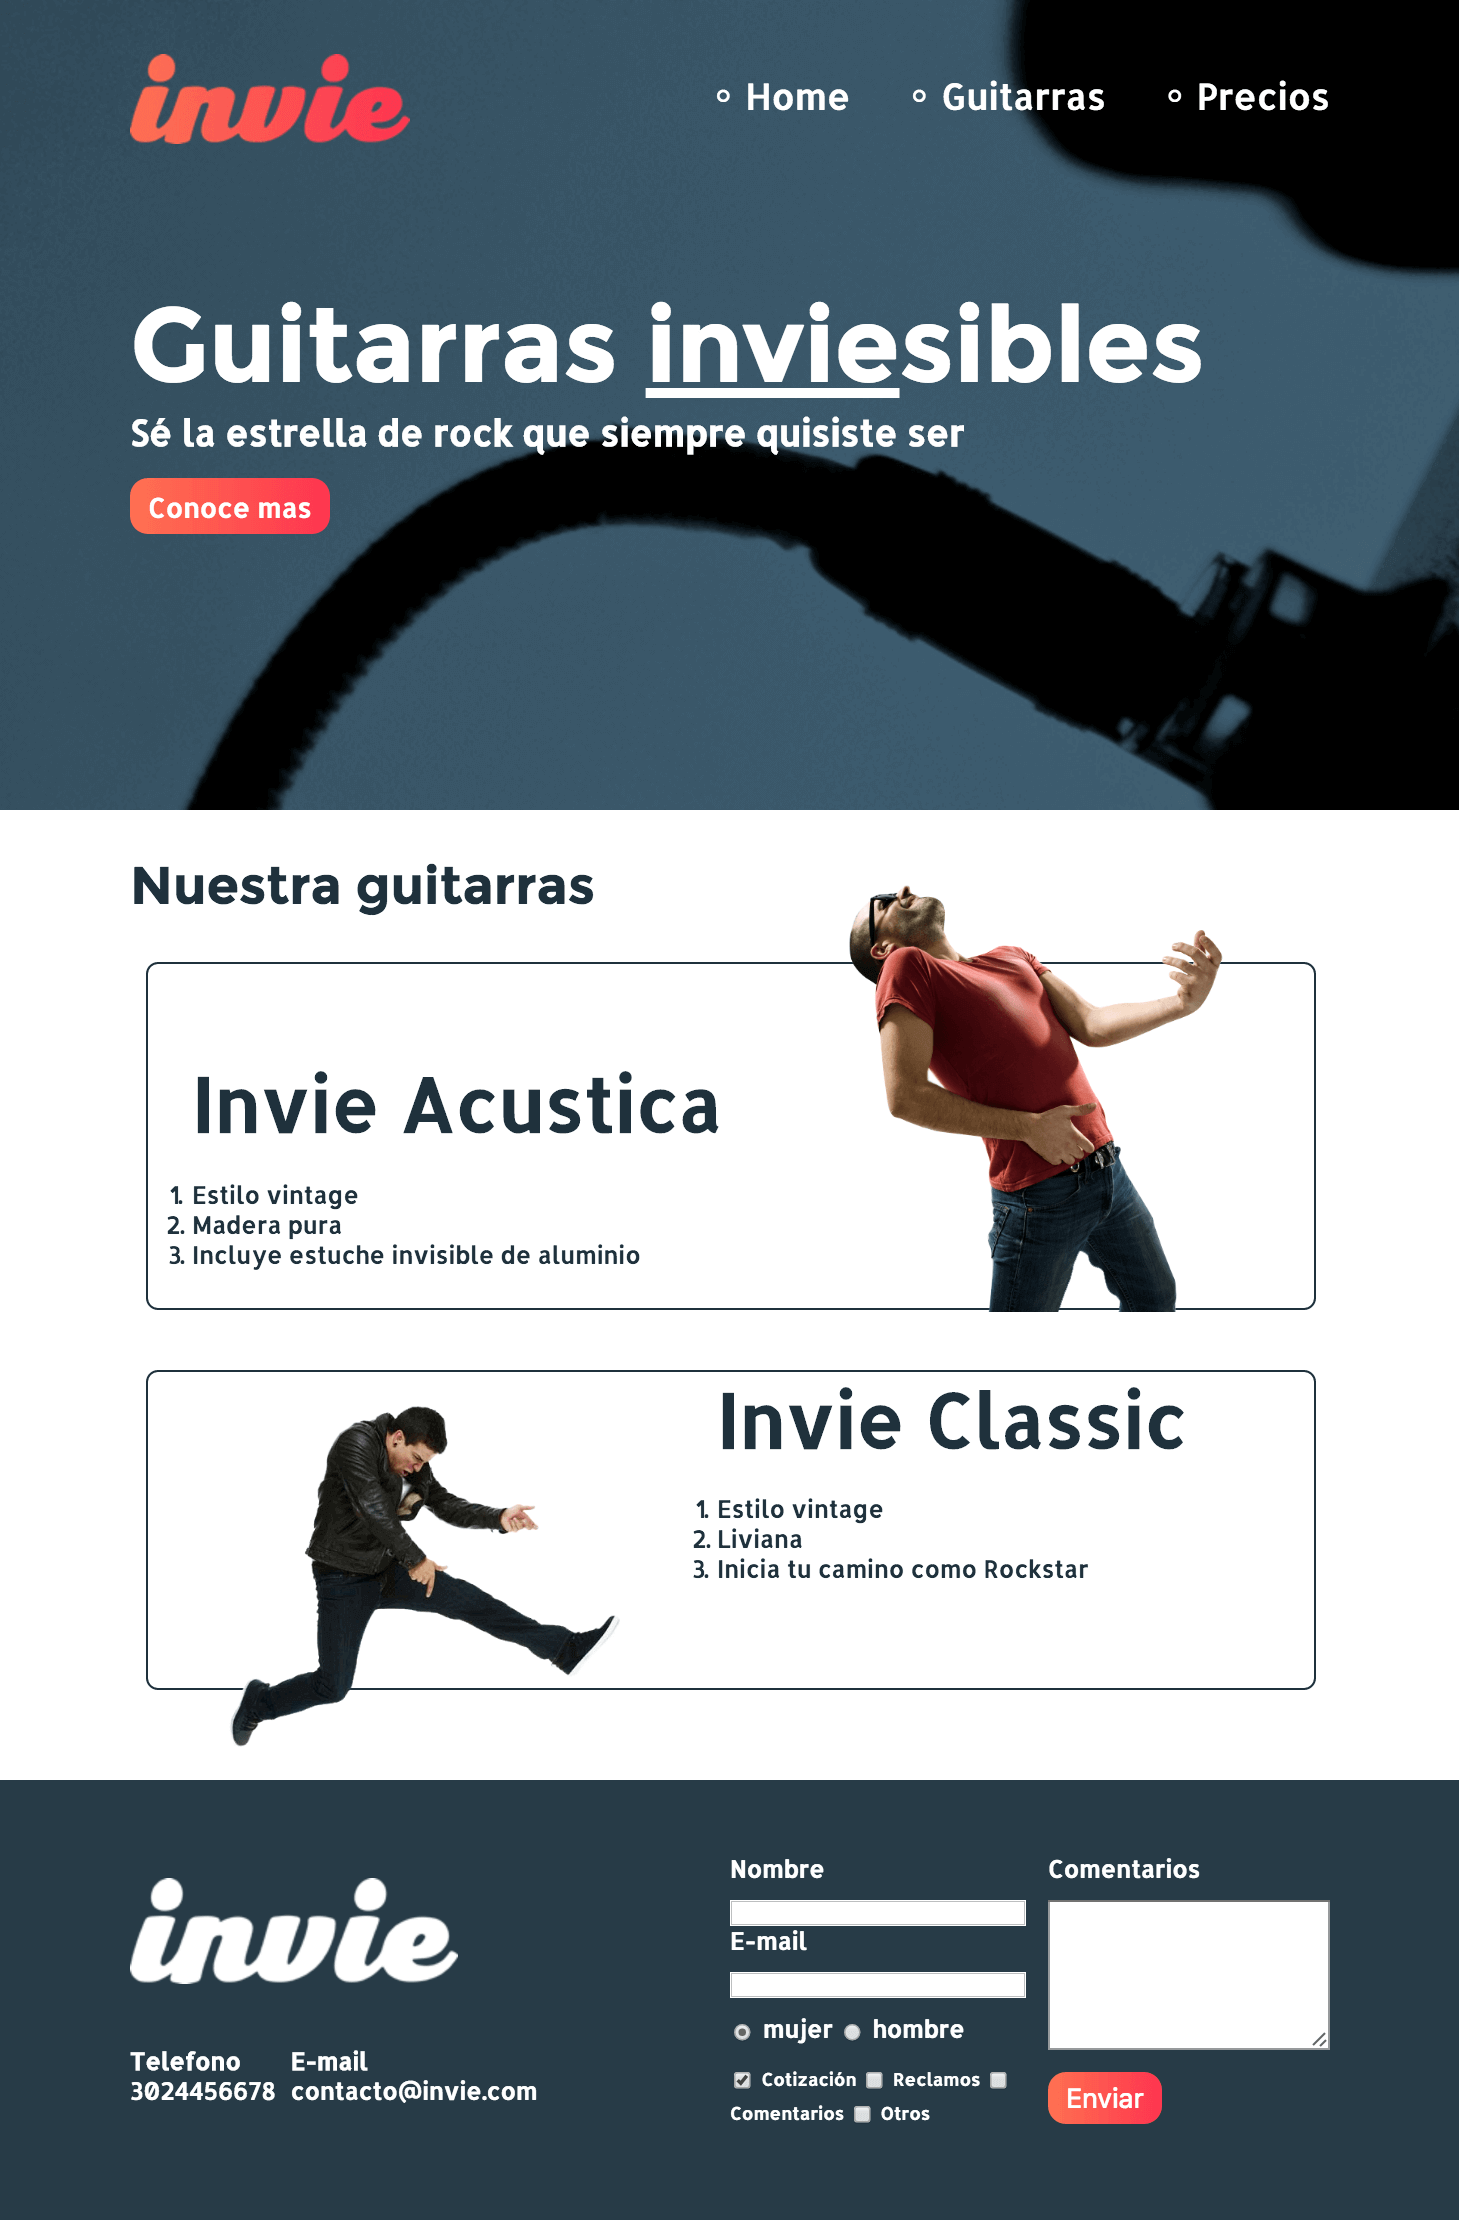 invie
Home Guitarras Precios
Guitarras inviesibles
Sé la estrella de rock que siempre quisiste ser
Conoce mas
Nuestra guitarras
Invie Acustica
1. Estilo vintage
2. Madera pura
3. Incluye estuche invisible de aluminio
Invie Classic
1. Estilo vintage
2. Liviana
3. Inicia tu camino como Rockstar
invie
Telefono
3024456678
E-mail
contacto@invie.com
Nombre
E-mail
mujer hombre
Cotización Reclamos
Comentarios Otros
Comentarios
Enviar